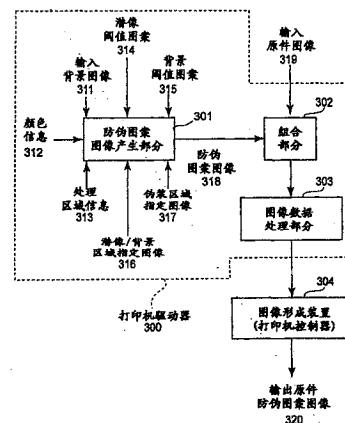 潜像
阈值图案
314
输入
背景图像
311
背景
阈值图案
315
输入
原件图像
319
颜色
信息
312
301
防伪图案
图像产生部分
防伪
图案图像
318
302
组合
部分
处理
区域信息
313
伪装区域
指定图像
317
潜像/背景
区域指定图像
316
303
图像数据
处理部分
打印机驱动器
300
304
图像形成装置
(打印机控制器)
输出原件
防伪图案图像
320